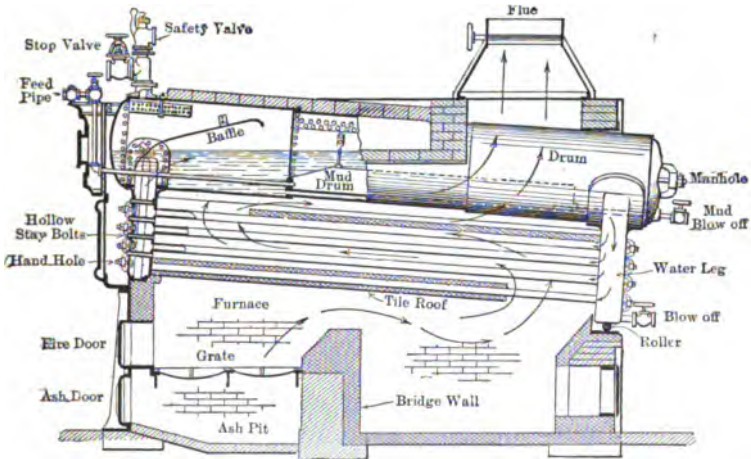 Flue
Safety Valve
Stop Valve
Feed
Pipe
Baffle
Drum
Mud
Drum
Manhole
Mud
Blow off
Hollow
Stay Bolts
Hand Hole
Water Leg
Tile Roof
Furnace
Blow off
Roller
Fire Door
Grate
Ash Door
Bridge Wall
Ash Pit